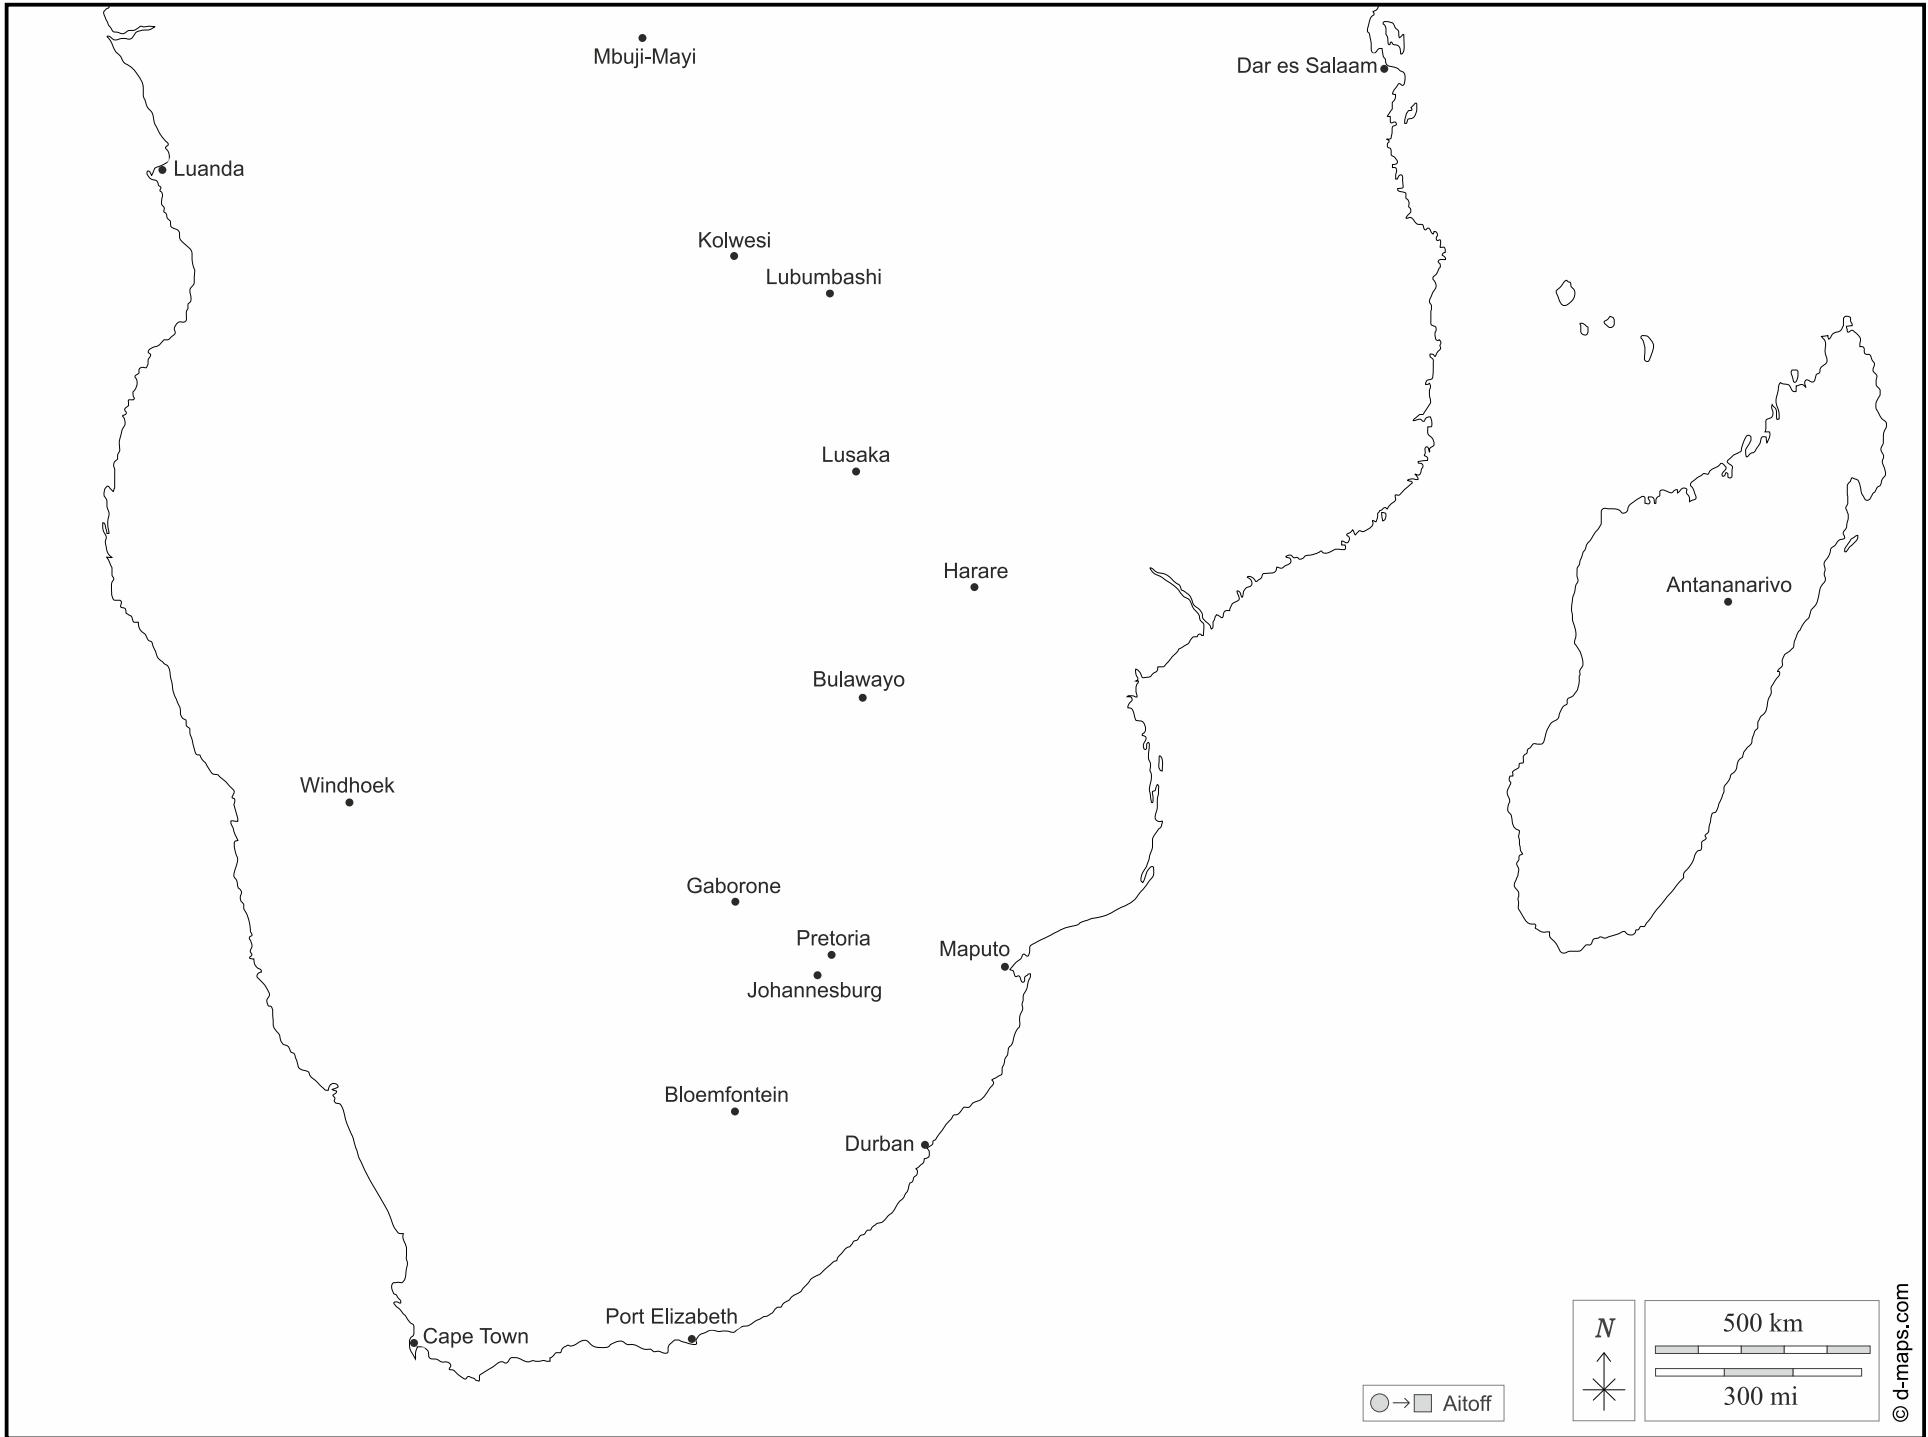 Mbuji-Mayi
Dar es Salaam
Luanda
Kolwesi
Lubumbashi
Lusaka
Harare
Antananarivo
Bulawayo
Windhoek
Gaborone
Pretoria
Maputo
Johannesburg
Bloemfontein
Durban
Port Elizabeth
Cape Town
N
500 km
300 mi
Aitoff
© d-maps.com